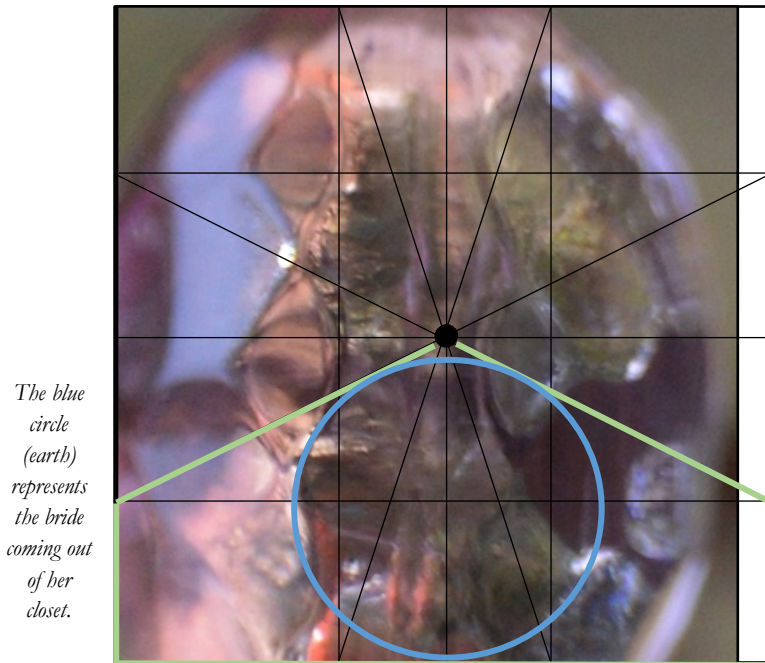 The blue
circle
(earth)
represents
the bride
coming out
of her
closet.